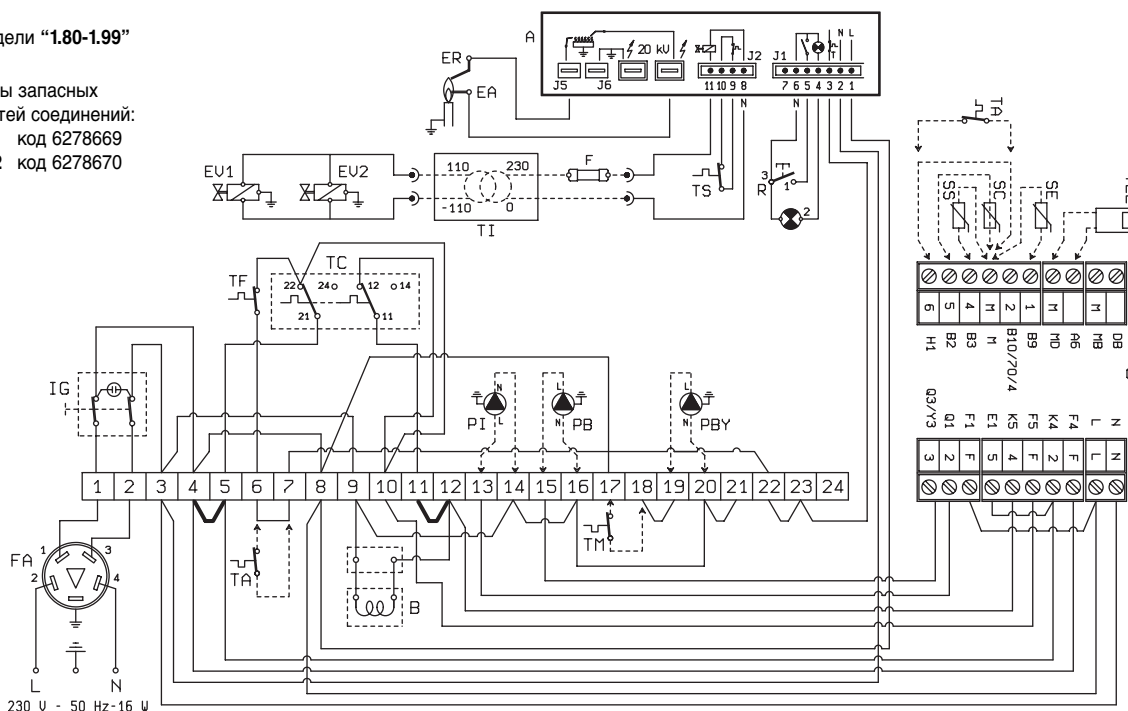 дели “1.80-1.99”
ы запасных
тей соединений:
код 6278669
2 код 6278670
A
ER
EA
J5
J6
20 kV
J2
J1
N L
11 10 9 8
7 6 5 4 3 2 1
N
N
EV1
EV2
110
230
-110
0
TI
F
TS
3
1
R
2
TA
SS
SC
SE
TF
TC
22
24
12
14
21
11
IG
6 5 4 M 2 1 M M
H1 B2 B3 M B10/70/4 B9 MD A6 MB DB
Q3/Y3 Q1 F1 E1 K5 F5 K4 F4 L N
3 2 F 5 4 F 2 F L N
N
L
PI
L
N
PB
L
N
PBY
1 2 3 4 5 6 7 8 9 10 11 12 13 14 15 16 17 18 19 20 21 22 23 24
FA
1
3
2
4
TA
B
TM
L
N
230 V - 50 Hz-16 W